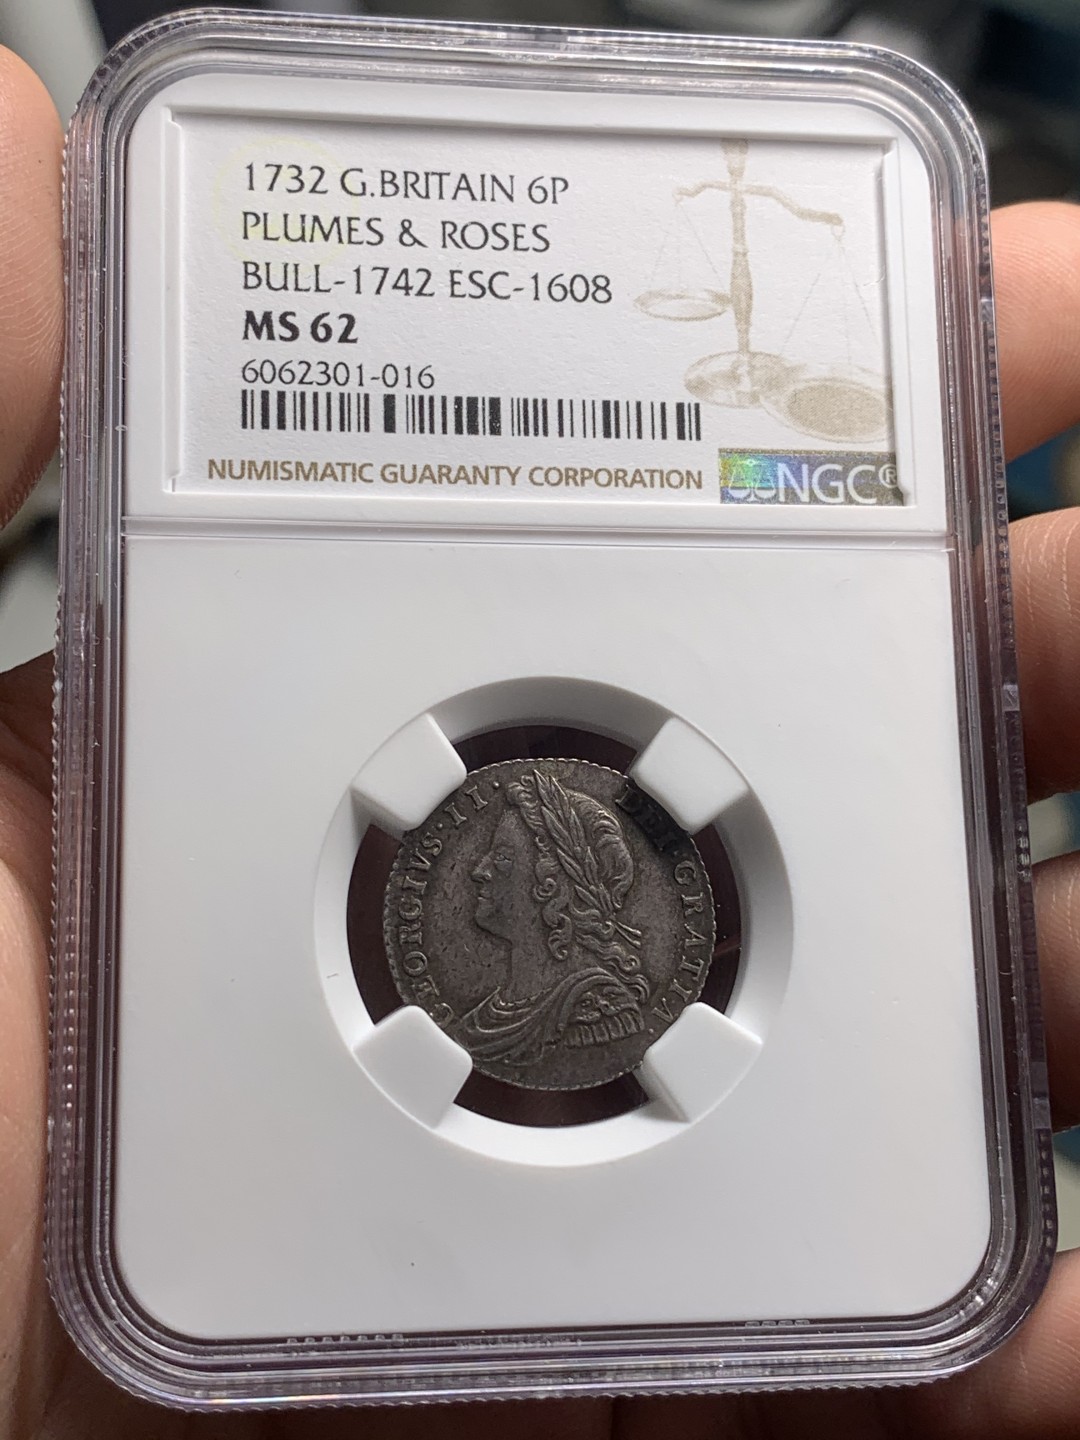 1732 G.BRITAIN 6P
PLUMES & ROSES
BULL-1742 ESC-1608
MS 62
6062301-016
NUMISMATIC GUARANTY CORPORATION
NGC®
GEORGIVS·II· DEI·GRATIA·